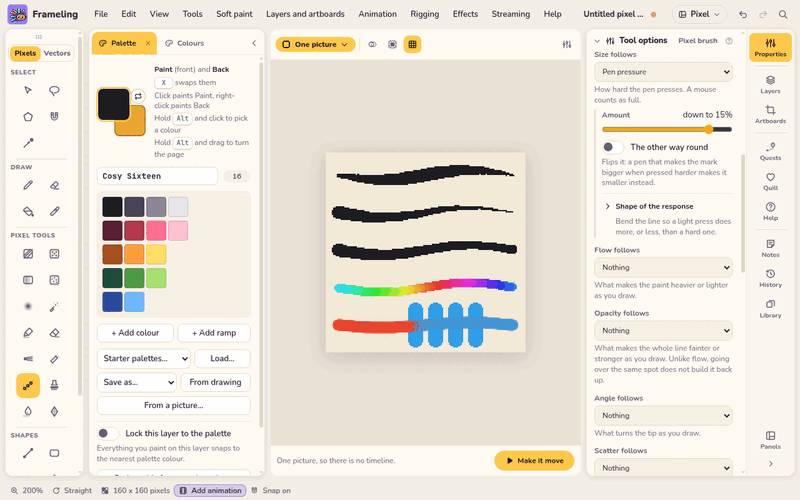 Frameling
File
Edit
View
Tools
Soft paint
Layers and artboards
Animation
Rigging
Effects
Streaming
Help
Untitled pixel ...
Pixel
Pixels
Vectors
SELECT
DRAW
PIXEL TOOLS
SHAPES
Palette
Colours
Paint (front) and Back
X swaps them
Click paints Paint, right-
click paints Back
Hold Alt and click to pick
a colour
Hold Alt and drag to turn
the page
Cosy Sixteen
16
+ Add colour
+ Add ramp
Starter palettes...
Load...
Save as...
From drawing
From a picture...
Lock this layer to the palette
Everything you paint on this layer snaps to
the nearest palette colour.
One picture
One picture, so there is no timeline.
Make it move
Tool options
Pixel brush
Size follows
Pen pressure
How hard the pen presses. A mouse
counts as full.
Amount
down to 15%
The other way round
Flips it: a pen that makes the mark
bigger when pressed harder makes it
smaller instead.
Shape of the response
Bend the line so a light press does
more, or less, than a hard one.
Flow follows
Nothing
What makes the paint heavier or lighter
as you draw.
Opacity follows
Nothing
What makes the whole line fainter or
stronger as you draw. Unlike flow, going
over the same spot does not build it back
up.
Angle follows
Nothing
What turns the tip as you draw.
Scatter follows
Nothing
Properties
Layers
Artboards
Quests
Quill
Help
Notes
History
Library
Panels
200%
Straight
160 x 160 pixels
Add animation
Snap on